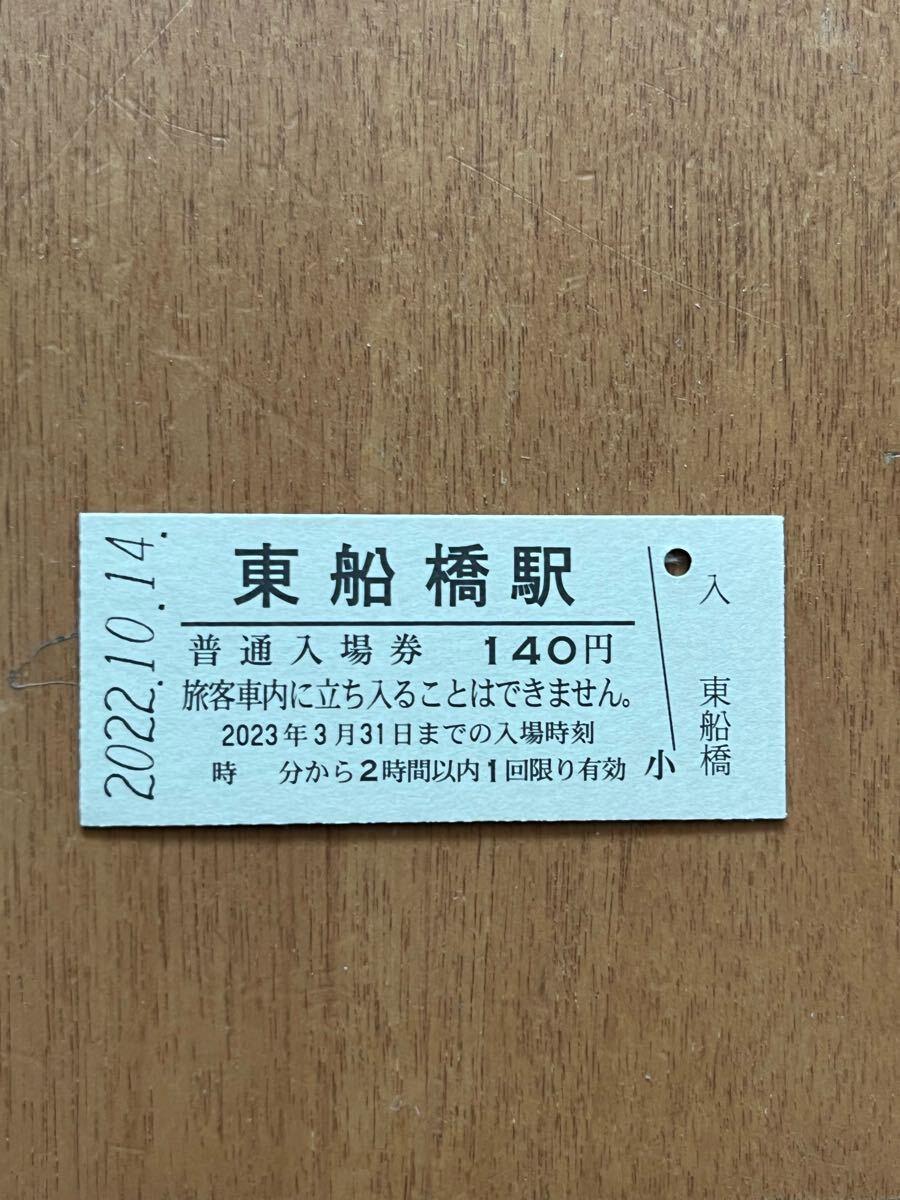 2022.10.14.
東船橋駅
普通入場券 140円
旅客車内に立ち入ることはできません。
2023年3月31日までの入場時刻
時 分から2時間以内1回限り有効
小
入
東船橋